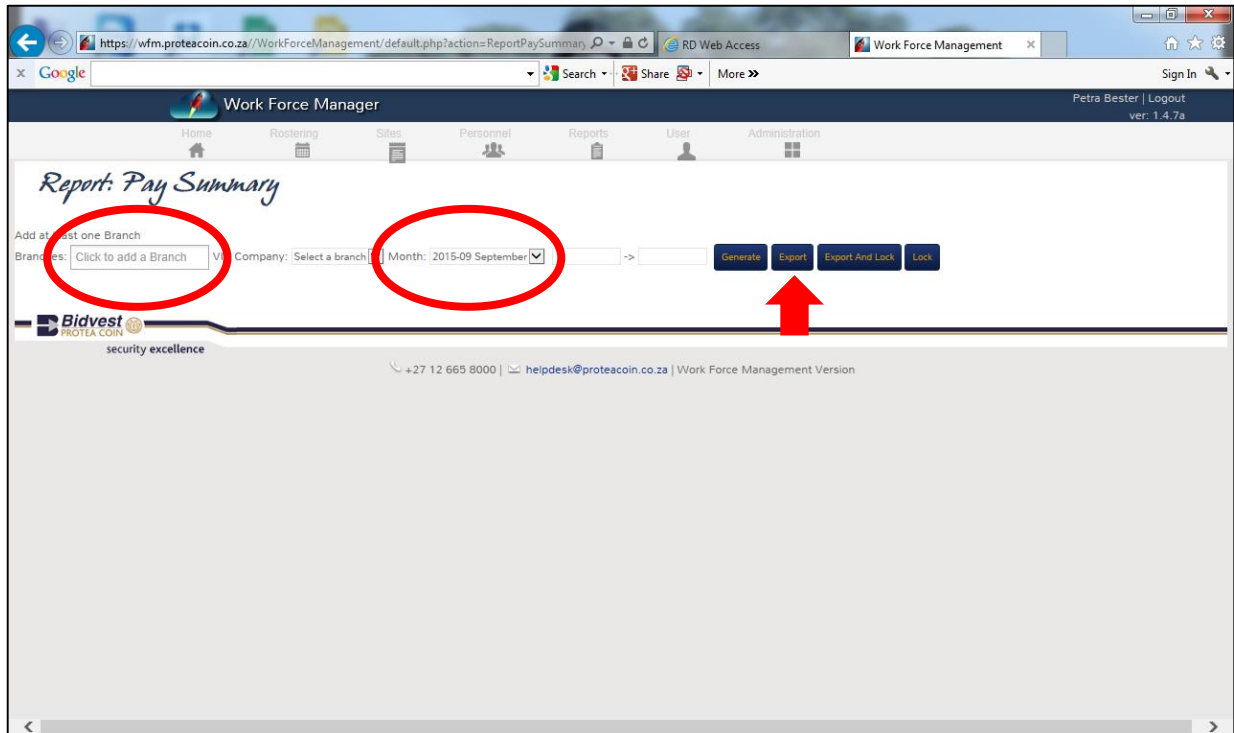 https://wfm.proteacoin.co.za//WorkForceManagement/default.php?action=ReportPaySummary RD Web Access Work Force Management
x Google Search Share More » Sign In
Work Force Manager Petra Bester | Logout
ver: 1.4.7a
Home Rostering Sites Personnel Reports User Administration
Report: Pay Summary
Add at least one Branch
Branches: Click to add a Branch Company: Select a branch Month: 2015-09 September -> Generate Export Export And Lock Lock
Bidvest
PROTEA COIN
security excellence
+27 12 665 8000 | helpdesk@proteacoin.co.za | Work Force Management Version